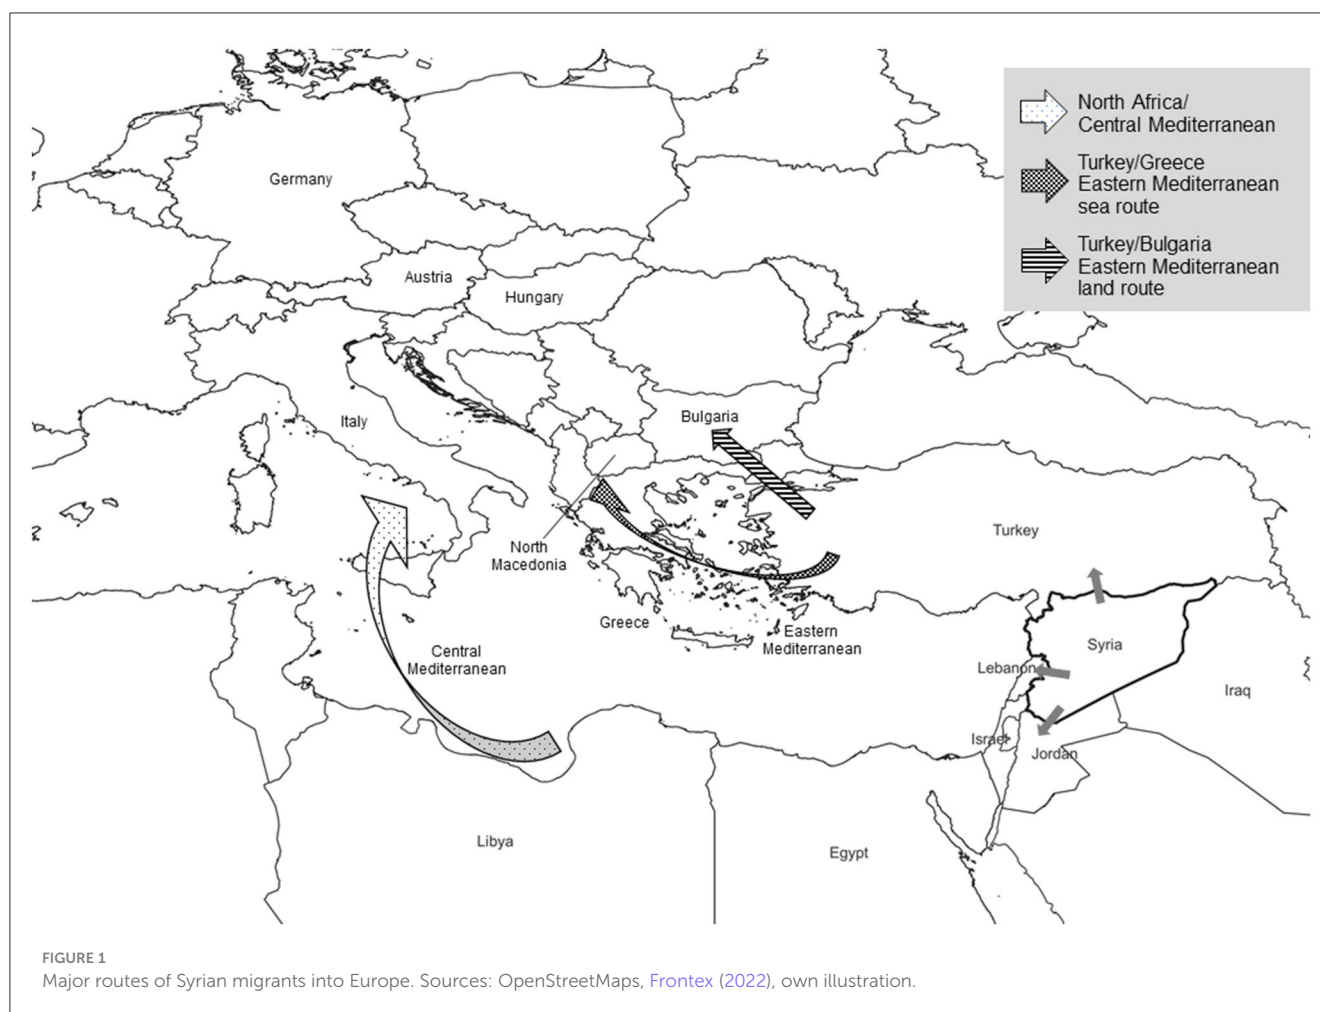 North Africa/
Central Mediterranean
Turkey/Greece
Eastern Mediterranean
sea route
Turkey/Bulgaria
Eastern Mediterranean
land route
Germany
Austria
Hungary
Italy
Bulgaria
North
Macedonia
Turkey
Greece
Eastern
Mediterranean
Central
Mediterranean
Syria
Lebanon
Iraq
Israel
Jordan
Libya
Egypt
FIGURE 1
Major routes of Syrian migrants into Europe. Sources: OpenStreetMaps, Frontex (2022), own illustration.